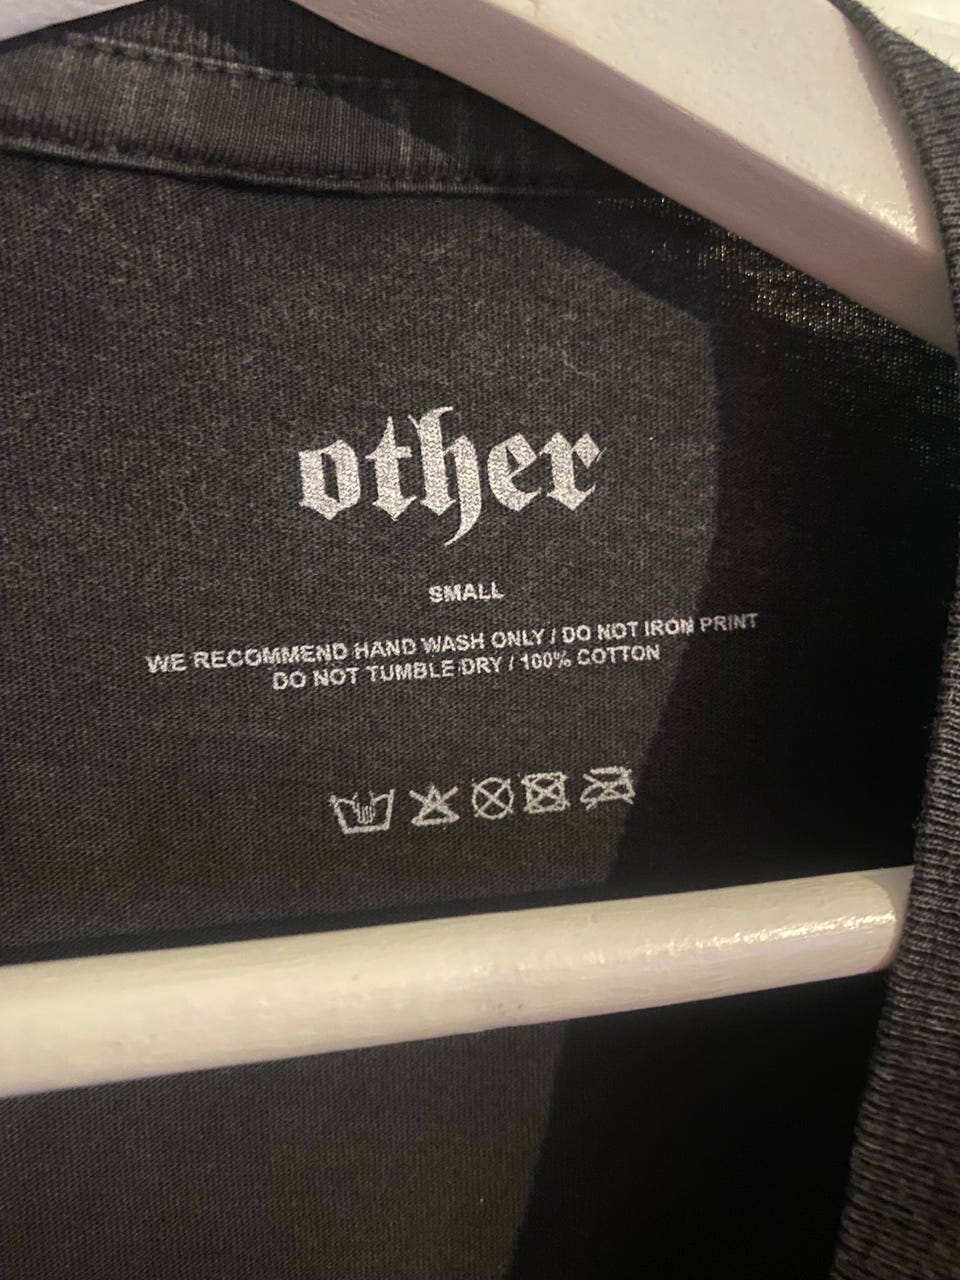 other
SMALL
WE RECOMMEND HAND WASH ONLY / DO NOT IRON PRINT
DO NOT TUMBLE DRY / 100% COTTON